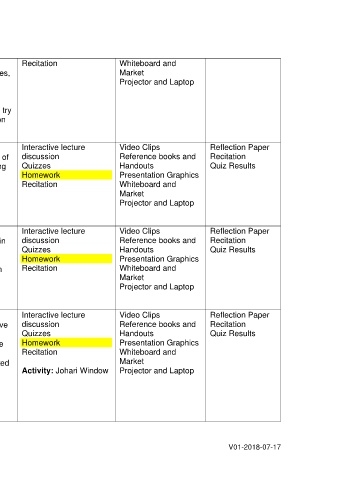 Recitation
Whiteboard and
Market
Projector and Laptop
es,
try
on
of
ng
Interactive lecture
discussion
Quizzes
Homework
Recitation
Video Clips
Reference books and
Handouts
Presentation Graphics
Whiteboard and
Market
Projector and Laptop
Reflection Paper
Recitation
Quiz Results
in
n
Interactive lecture
discussion
Quizzes
Homework
Recitation
Video Clips
Reference books and
Handouts
Presentation Graphics
Whiteboard and
Market
Projector and Laptop
Reflection Paper
Recitation
Quiz Results
ve
e
ed
Interactive lecture
discussion
Quizzes
Homework
Recitation
Activity: Johari Window
Video Clips
Reference books and
Handouts
Presentation Graphics
Whiteboard and
Market
Projector and Laptop
Reflection Paper
Recitation
Quiz Results
V01-2018-07-17